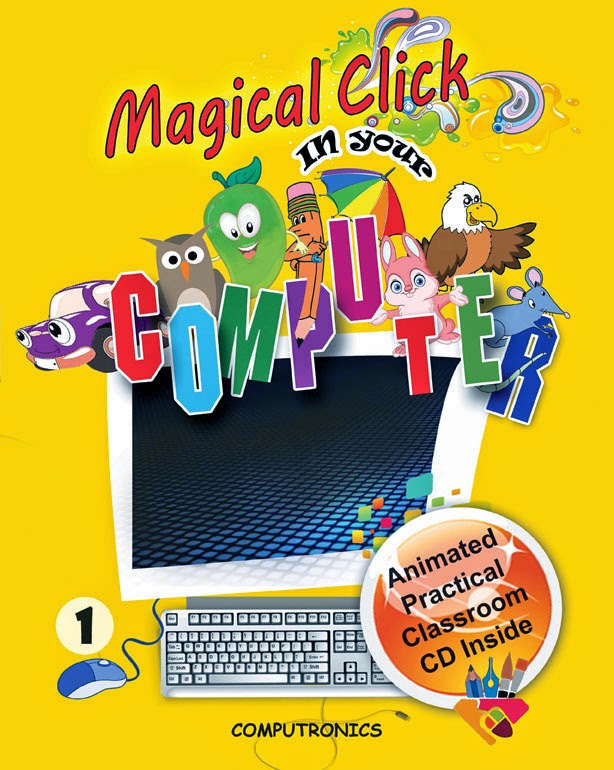 Magical Click
In your
COMPUTER
Animated
Practical
Classroom
CD Inside
1
COMPUTRONICS